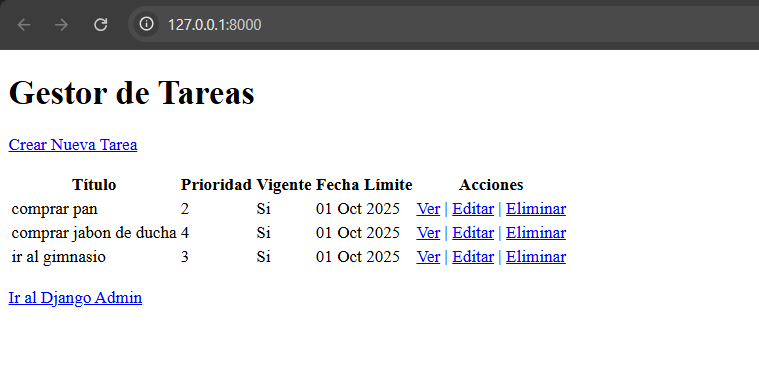 127.0.0.1:8000
Gestor de Tareas
Crear Nueva Tarea
Título Prioridad Vigente Fecha Límite Acciones
comprar pan 2 Si 01 Oct 2025 Ver | Editar | Eliminar
comprar jabon de ducha 4 Si 01 Oct 2025 Ver | Editar | Eliminar
ir al gimnasio 3 Si 01 Oct 2025 Ver | Editar | Eliminar
Ir al Django Admin